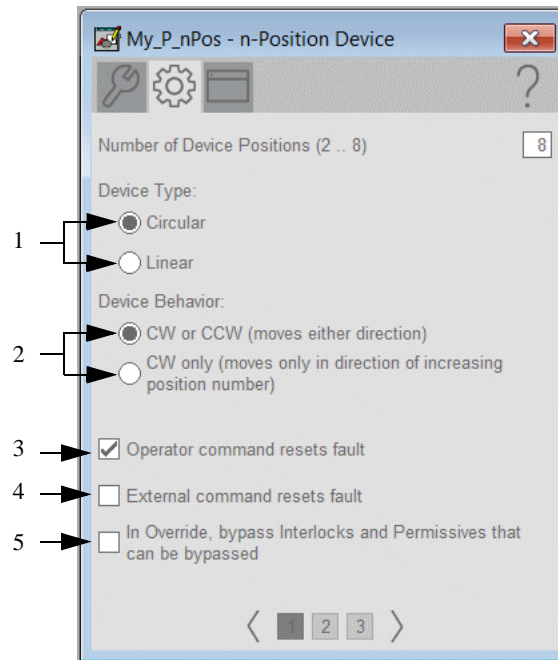 My_P_nPos - n-Position Device
?
Number of Device Positions (2 .. 8)
8
Device Type:
1
Circular
Linear
Device Behavior:
2
CW or CCW (moves either direction)
CW only (moves only in direction of increasing
position number)
3
Operator command resets fault
4
External command resets fault
5
In Override, bypass Interlocks and Permissives that
can be bypassed
1 2 3